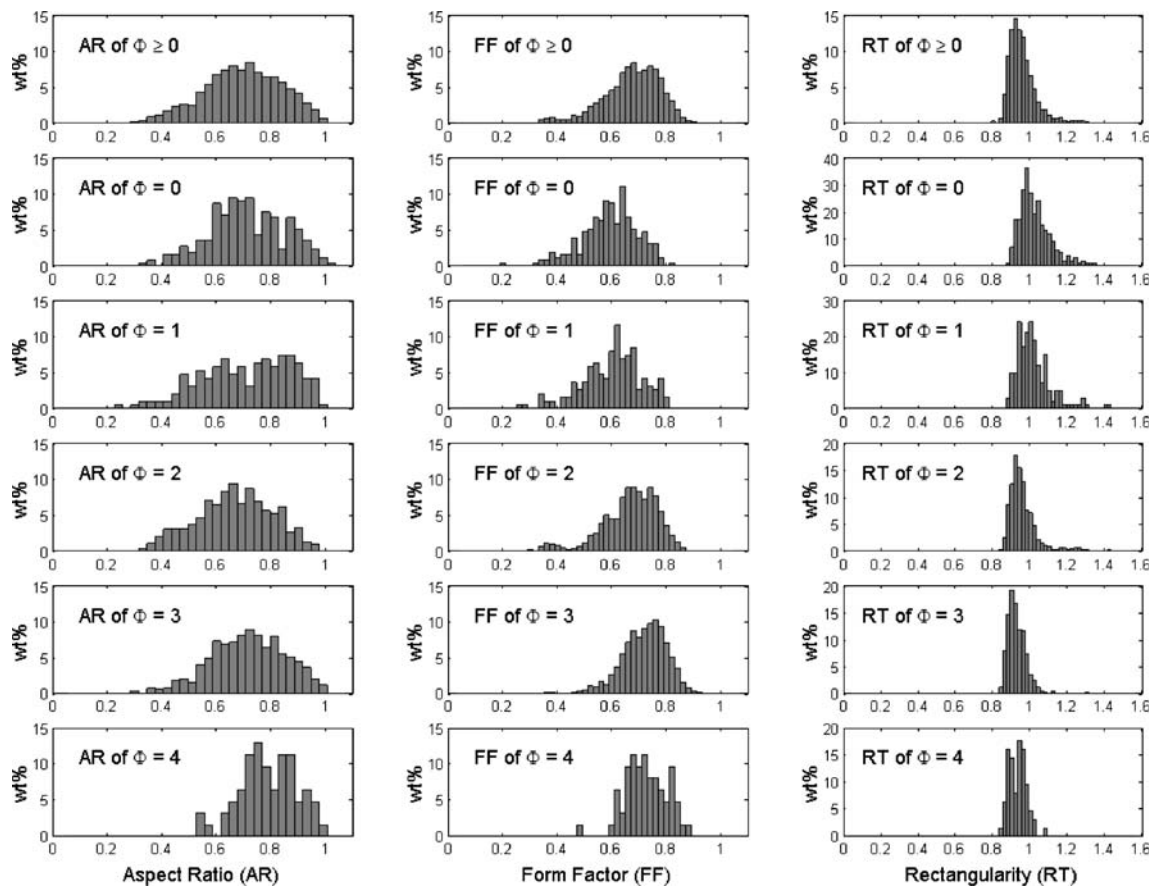 15
10
5
0
wt%
AR of Φ ≥ 0
0 0.2 0.4 0.6 0.8 1
15
10
5
0
wt%
FF of Φ ≥ 0
0 0.2 0.4 0.6 0.8 1
15
10
5
0
wt%
RT of Φ ≥ 0
0 0.2 0.4 0.6 0.8 1 1.2 1.4 1.6
15
10
5
0
wt%
AR of Φ = 0
0 0.2 0.4 0.6 0.8 1
15
10
5
0
wt%
FF of Φ = 0
0 0.2 0.4 0.6 0.8 1
40
30
20
10
0
wt%
RT of Φ = 0
0 0.2 0.4 0.6 0.8 1 1.2 1.4 1.6
15
10
5
0
wt%
AR of Φ = 1
0 0.2 0.4 0.6 0.8 1
15
10
5
0
wt%
FF of Φ = 1
0 0.2 0.4 0.6 0.8 1
30
20
10
0
wt%
RT of Φ = 1
0 0.2 0.4 0.6 0.8 1 1.2 1.4 1.6
15
10
5
0
wt%
AR of Φ = 2
0 0.2 0.4 0.6 0.8 1
15
10
5
0
wt%
FF of Φ = 2
0 0.2 0.4 0.6 0.8 1
20
15
10
5
0
wt%
RT of Φ = 2
0 0.2 0.4 0.6 0.8 1 1.2 1.4 1.6
15
10
5
0
wt%
AR of Φ = 3
0 0.2 0.4 0.6 0.8 1
15
10
5
0
wt%
FF of Φ = 3
0 0.2 0.4 0.6 0.8 1
20
15
10
5
0
wt%
RT of Φ = 3
0 0.2 0.4 0.6 0.8 1 1.2 1.4 1.6
15
10
5
0
wt%
AR of Φ = 4
0 0.2 0.4 0.6 0.8 1
Aspect Ratio (AR)
15
10
5
0
wt%
FF of Φ = 4
0 0.2 0.4 0.6 0.8 1
Form Factor (FF)
20
15
10
5
0
wt%
RT of Φ = 4
0 0.2 0.4 0.6 0.8 1 1.2 1.4 1.6
Rectangularity (RT)